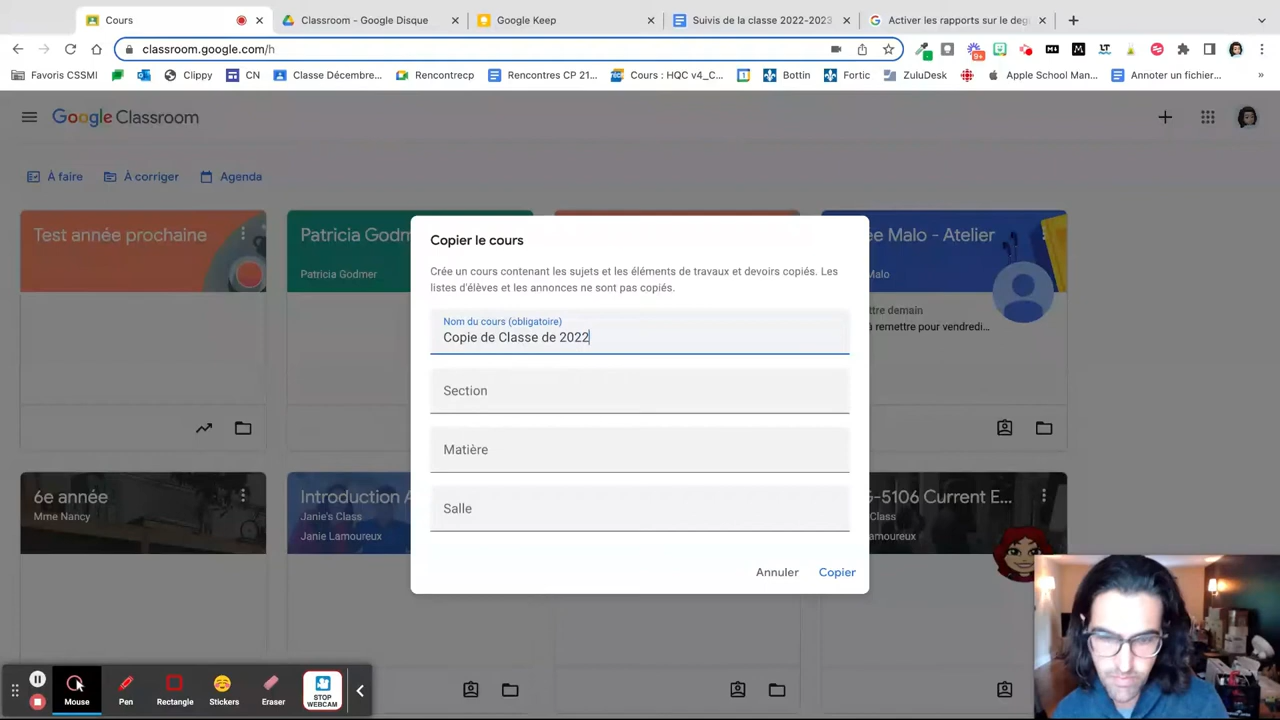 Cours
Classroom - Google Disque
Google Keep
Suivis de la classe 2022-2023
Activer les rapports sur le deg
classroom.google.com/h
9+
Favoris CSSMI
Clippy
CN
Classe Décembre...
Rencontrecp
Rencontres CP 21...
Cours : HQC v4_C...
Bottin
Fortic
ZuluDesk
Apple School Man...
Annoter un fichier...
»
Google Classroom
À faire
À corriger
Agenda
Test année prochaine
Patricia Godm
Patricia Godmer
ee Malo - Atelier
Malo
ettre demain
a remettre pour vendredi...
Copier le cours
Crée un cours contenant les sujets et les éléments de travaux et devoirs copiés. Les
listes d'élèves et les annonces ne sont pas copiés.
Nom du cours (obligatoire)
Copie de Classe de 2022
Section
Matière
Salle
Annuler
Copier
6e année
Mme Nancy
Introduction A
Janie's Class
Janie Lamoureux
G-5106 Current E...
Class
amoureux
Mouse
Pen
Rectangle
Stickers
Eraser
STOP
WEBCAM